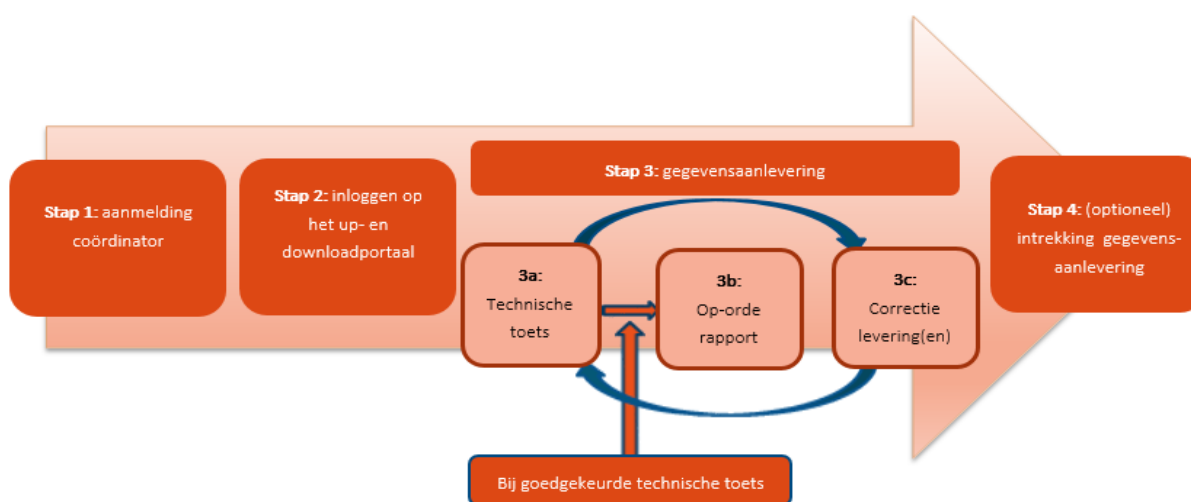 Stap 1: aanmelding
coördinator
Stap 2: inloggen op
het up- en
downloadportaal
Stap 3: gegevensaanlevering
3a:
Technische
toets
3b:
Op-orde
rapport
3c:
Correctie
levering(en)
Stap 4: (optioneel)
intrekking gegevens-
aanlevering
Bij goedgekeurde technische toets